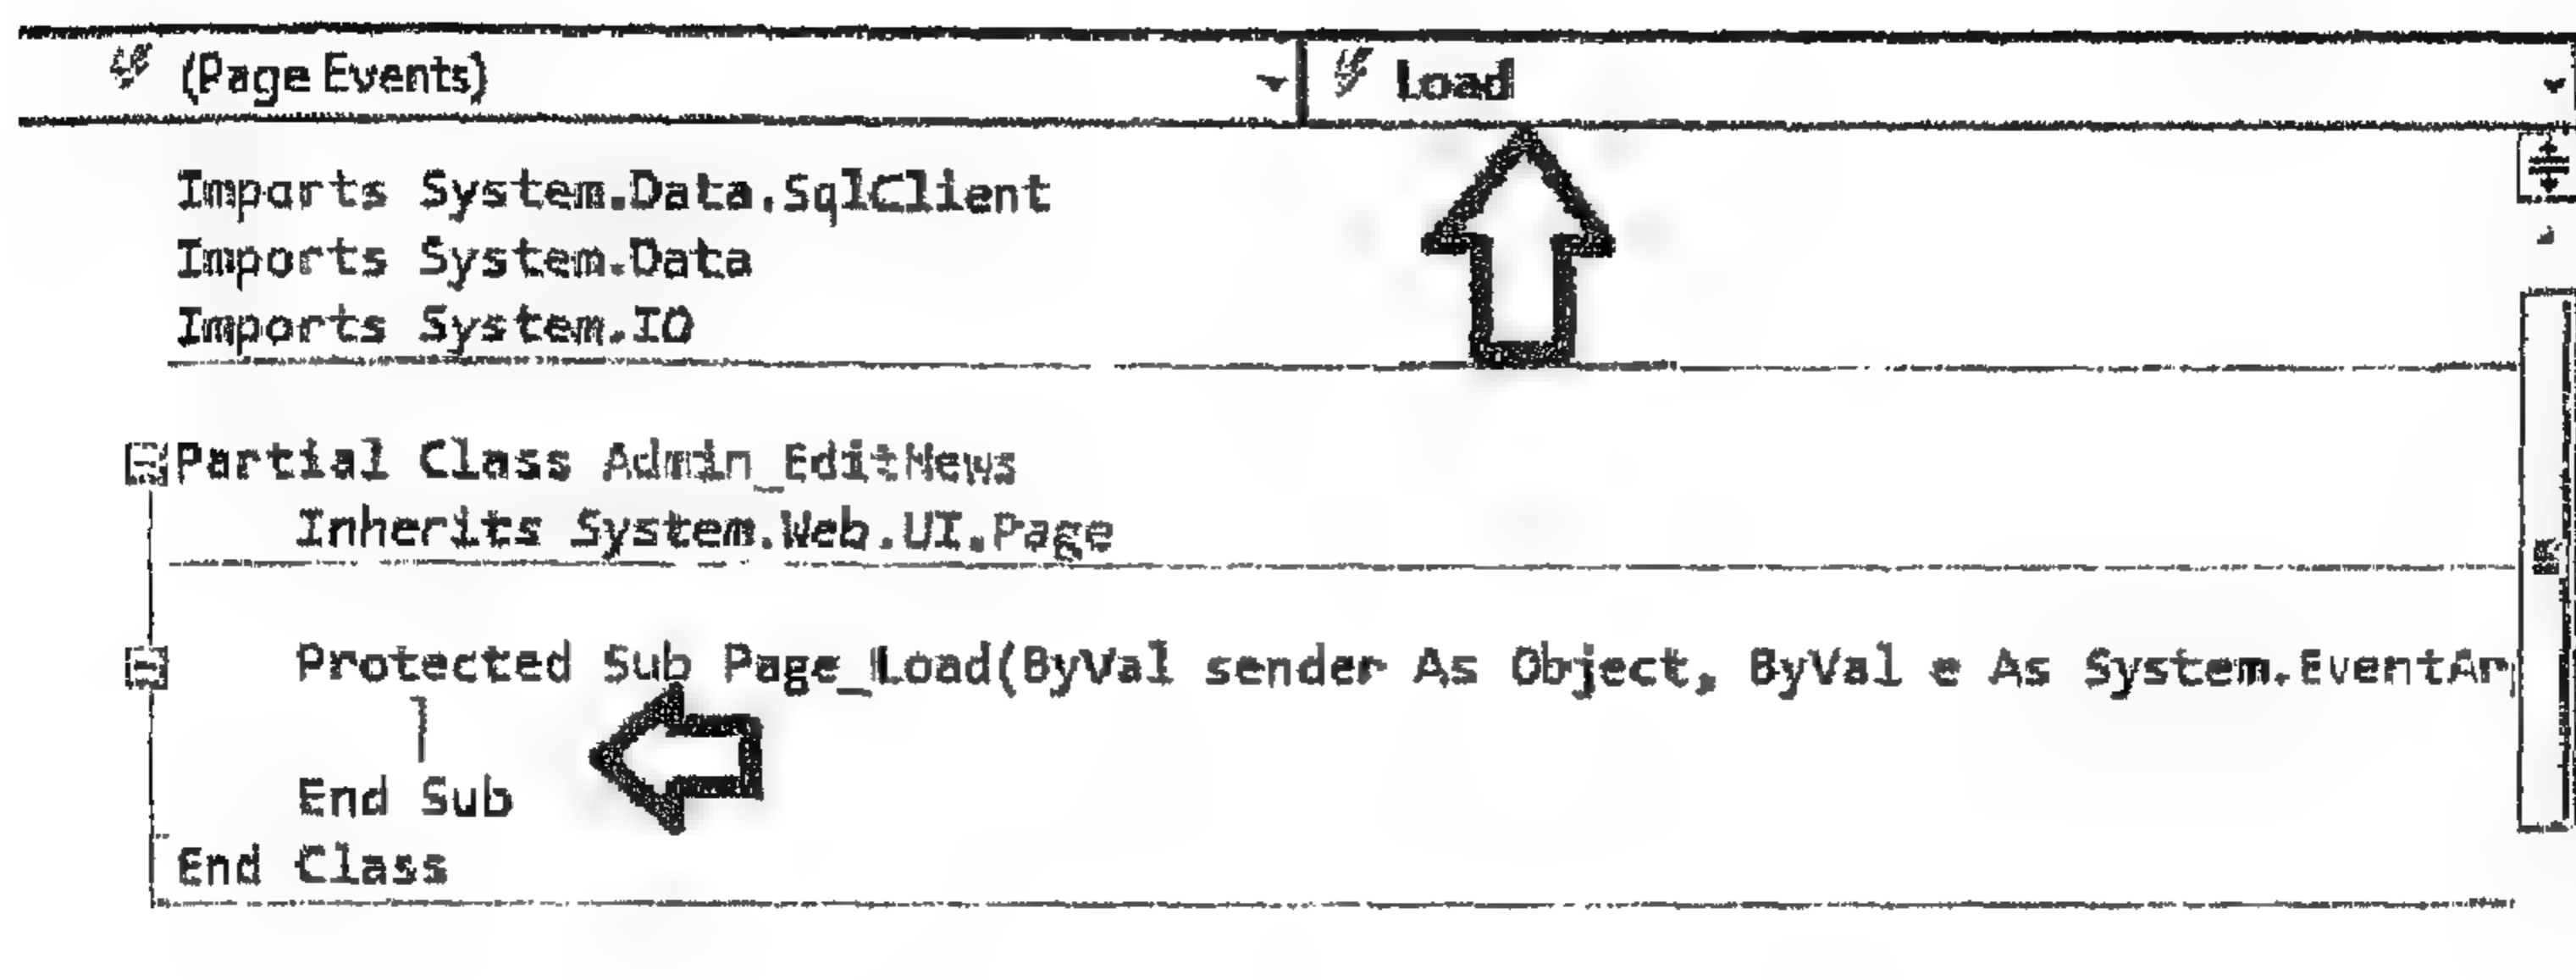 (Page Events) Load
Imports System.Data.SqlClient
Imports System.Data
Imports System.IO
Partial Class Admin_EditNews
Inherits System.Web.UI.Page
Protected Sub Page_Load(ByVal sender As Object, ByVal e As System.EventAr
End Sub
End Class